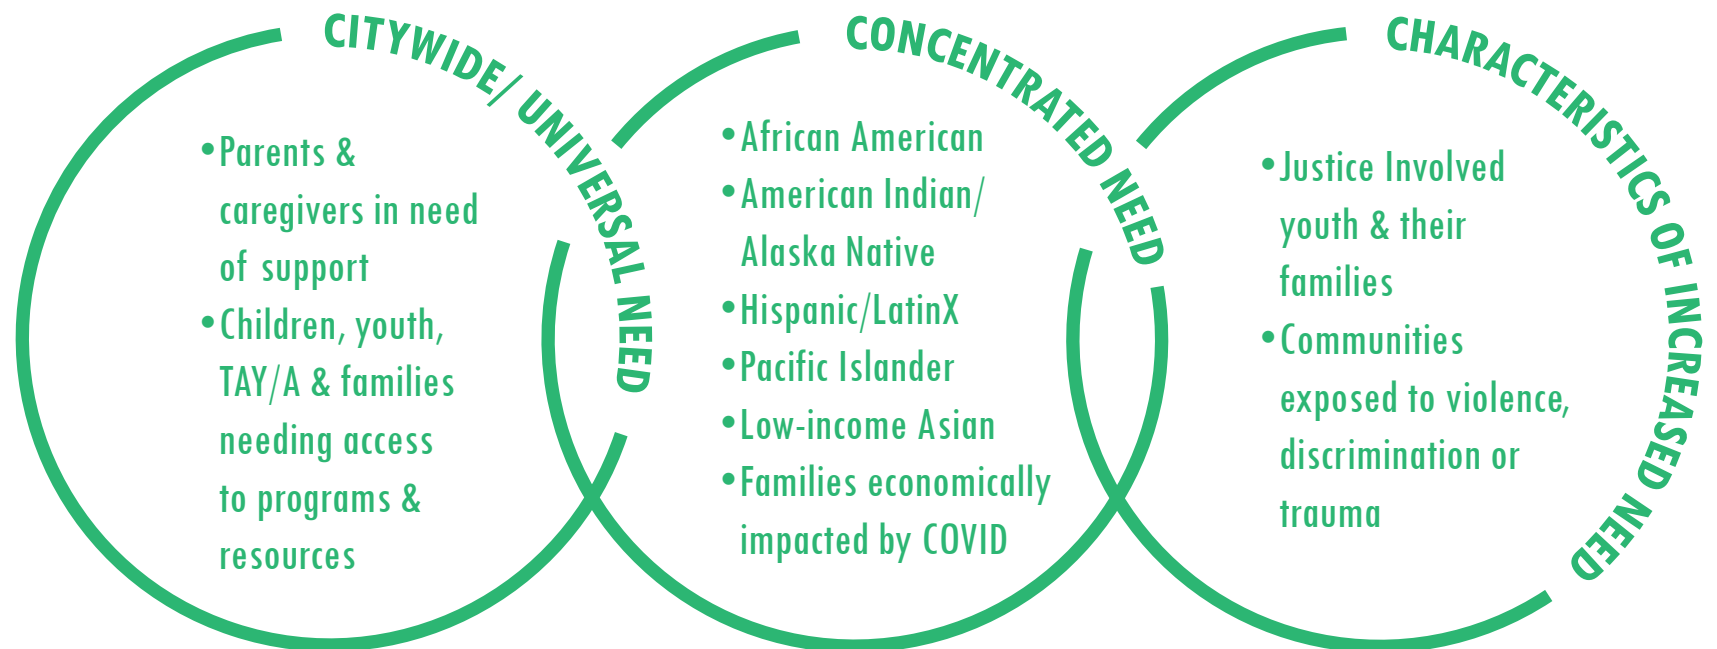 CITYWIDE/ UNIVERSAL NEED
•Parents &
caregivers in need
of support
•Children, youth,
TAY/A & families
needing access
to programs &
resources
CONCENTRATED NEED
•African American
•American Indian/
Alaska Native
•Hispanic/LatinX
•Pacific Islander
•Low-income Asian
•Families economically
impacted by COVID
CHARACTERISTICS OF INCREASED NEED
•Justice Involved
youth & their
families
•Communities
exposed to violence,
discrimination or
trauma